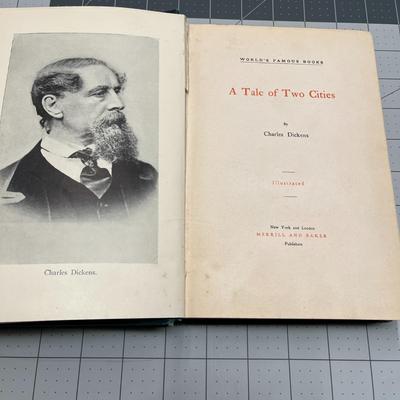 Charles Dickens.
WORLD'S FAMOUS BOOKS
A Tale of Two Cities
By
Charles Dickens
Illustrated
New York and London
MERRILL AND BAKER
Publishers